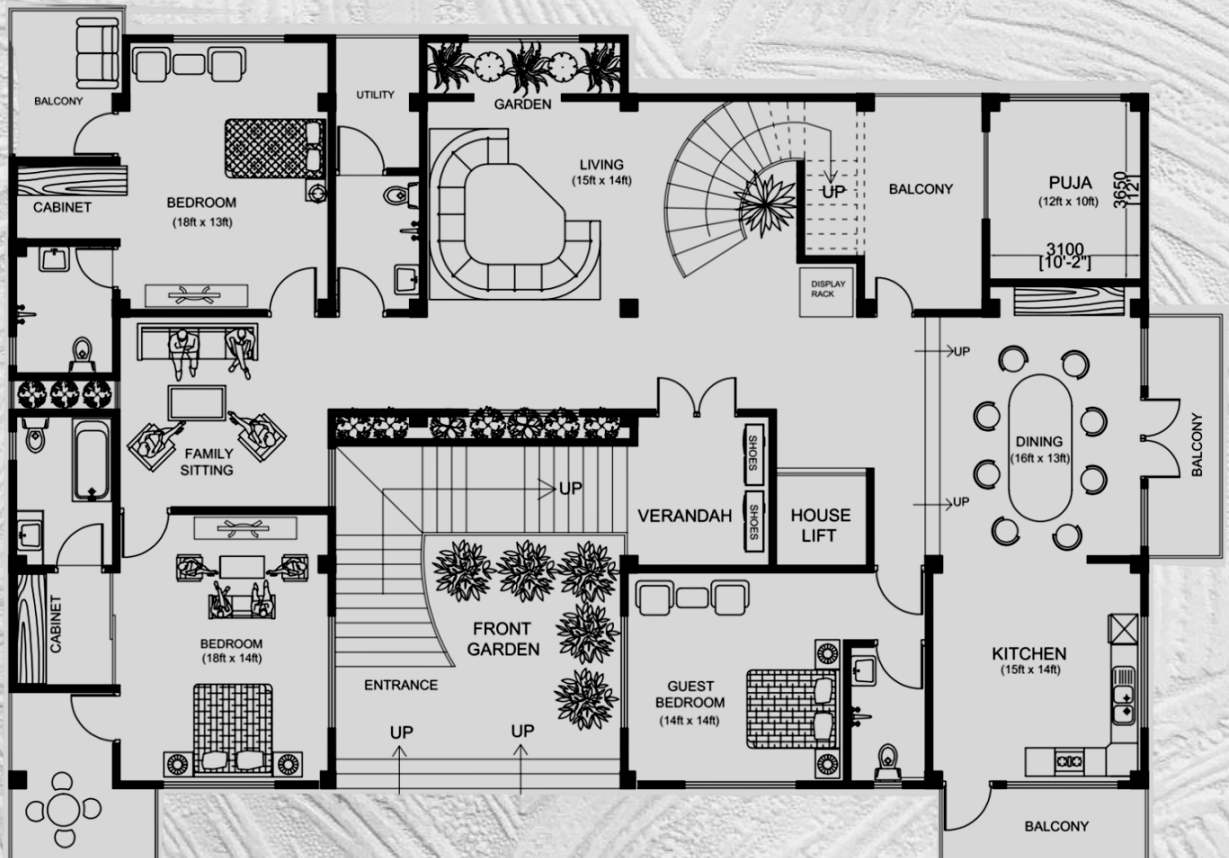 BALCONY
UTILITY
GARDEN
CABINET
BEDROOM
(18ft x 13ft)
LIVING
(15ft x 14ft)
UP
BALCONY
PUJA
(12ft x 10ft)
3650
[12']
3100
[10'-2"]
DISPLAY
RACK
UP
FAMILY
SITTING
UP
VERANDAH
SHOES
SHOES
HOUSE
LIFT
UP
DINING
(16ft x 13ft)
BALCONY
CABINET
BEDROOM
(18ft x 14ft)
ENTRANCE
FRONT
GARDEN
UP
UP
GUEST
BEDROOM
(14ft x 14ft)
KITCHEN
(15ft x 14ft)
BALCONY